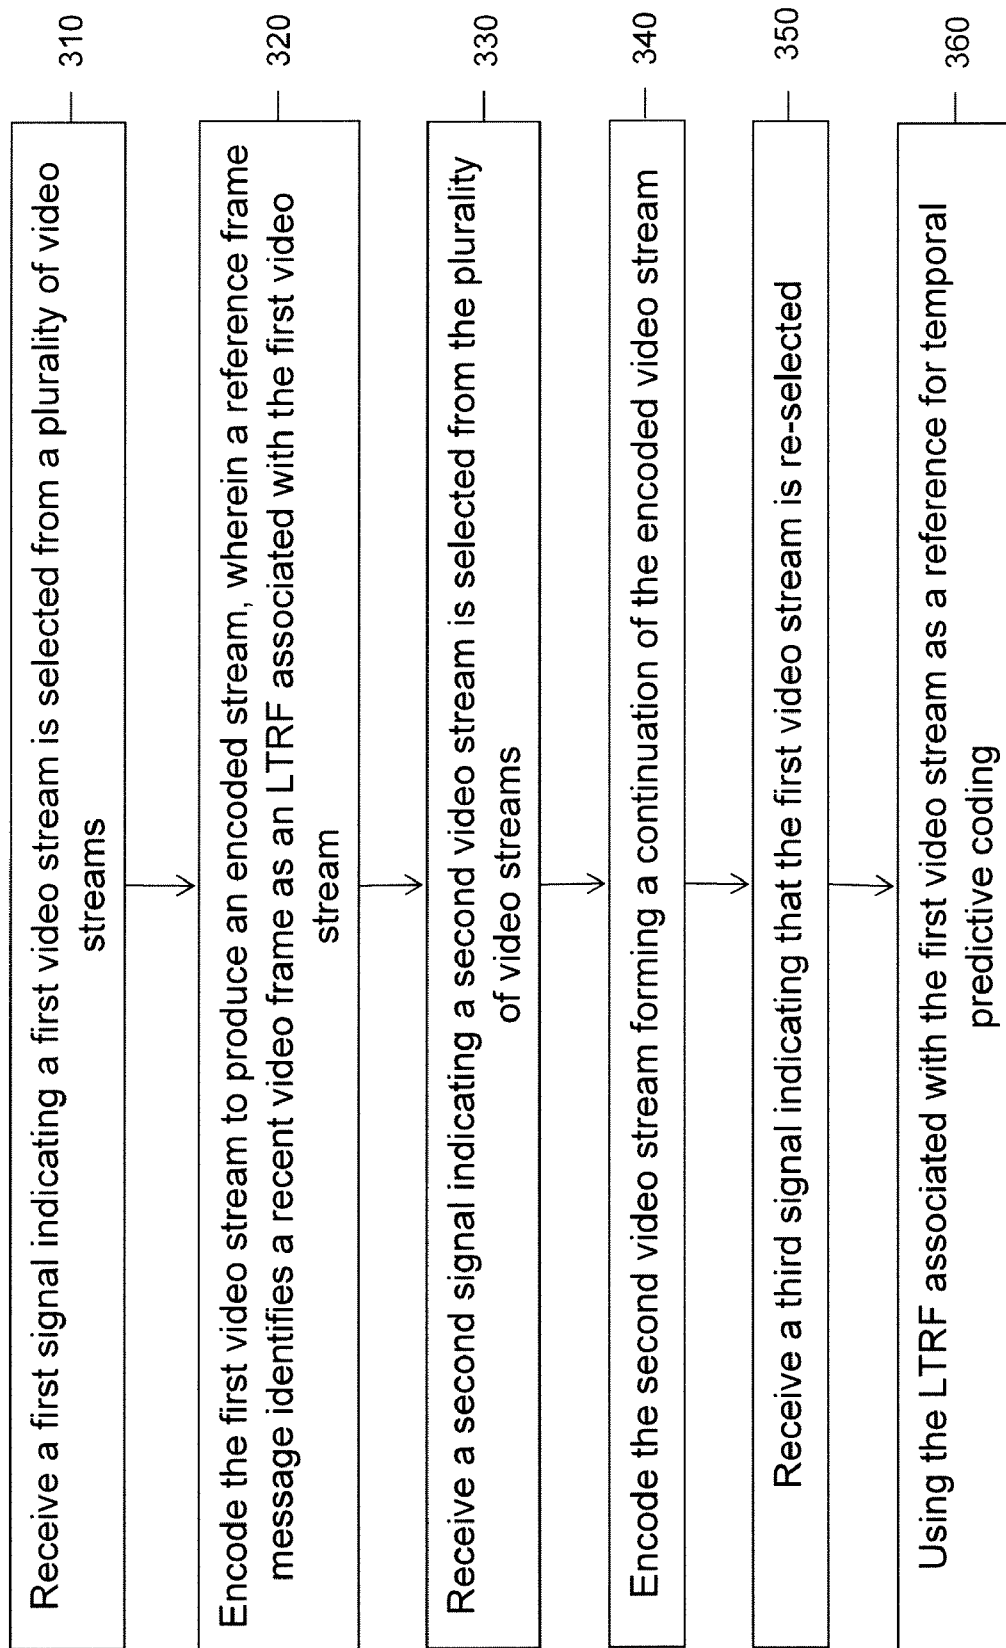 Receive a first signal indicating a first video stream is selected from a plurality of video
streams
310
Encode the first video stream to produce an encoded stream, wherein a reference frame
message identifies a recent video frame as an LTRF associated with the first video
stream
320
Receive a second signal indicating a second video stream is selected from the plurality
of video streams
330
Encode the second video stream forming a continuation of the encoded video stream
340
Receive a third signal indicating that the first video stream is re-selected
350
Using the LTRF associated with the first video stream as a reference for temporal
predictive coding
360